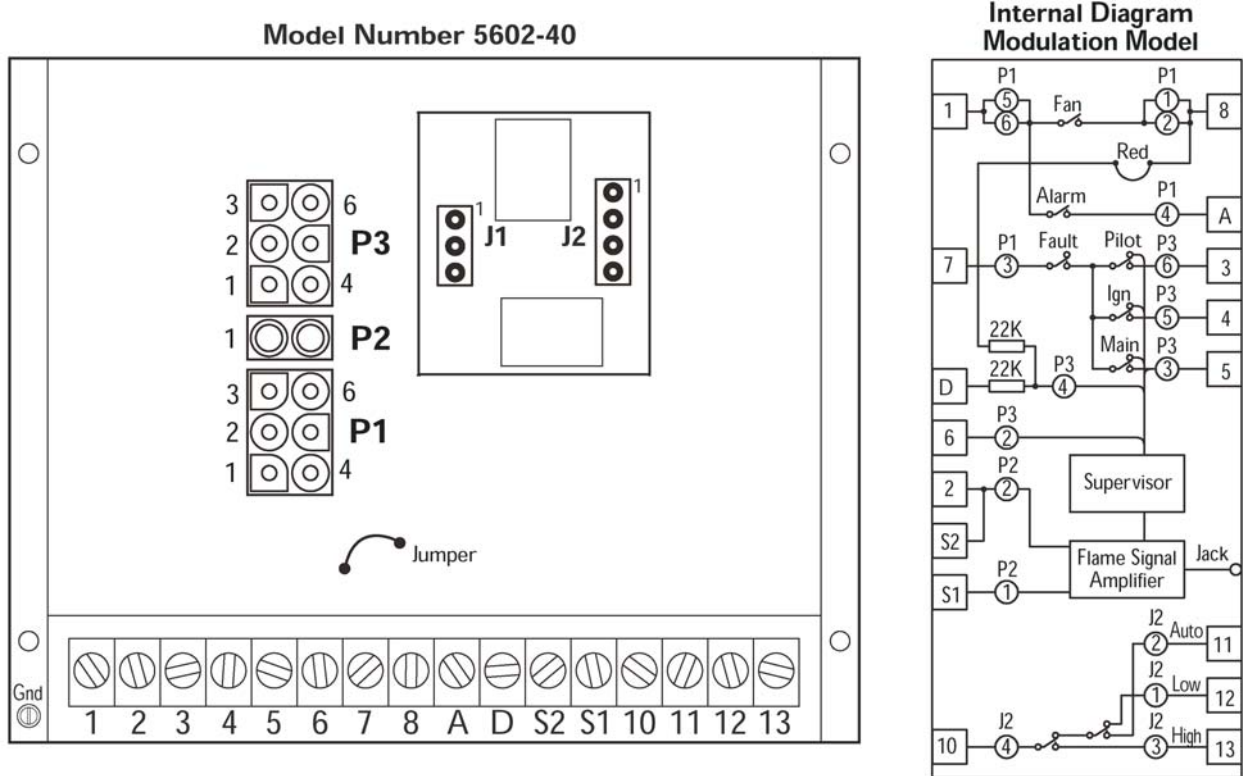 Model Number 5602-40
1
J1
J2
1
3 6
2 P3
1 4
1 P2
3 6
2 P1
1 4
Jumper
Gnd
1 2 3 4 5 6 7 8 A D S2 S1 10 11 12 13
Internal Diagram
Modulation Model
P1 P1
1 5 Fan 1 8
6 2
Red
Alarm P1
4 A
7 P1 Fault Pilot P3 3
3 6
Ign P3
5 4
22K Main P3
3 5
22K P3
D 4
P3
6 2
P2
2 2 Supervisor
S2
P2 Flame Signal Jack
S1 1 Amplifier
J2 Auto
2 11
J2 Low
1 12
J2 J2 High
10 4 3 13